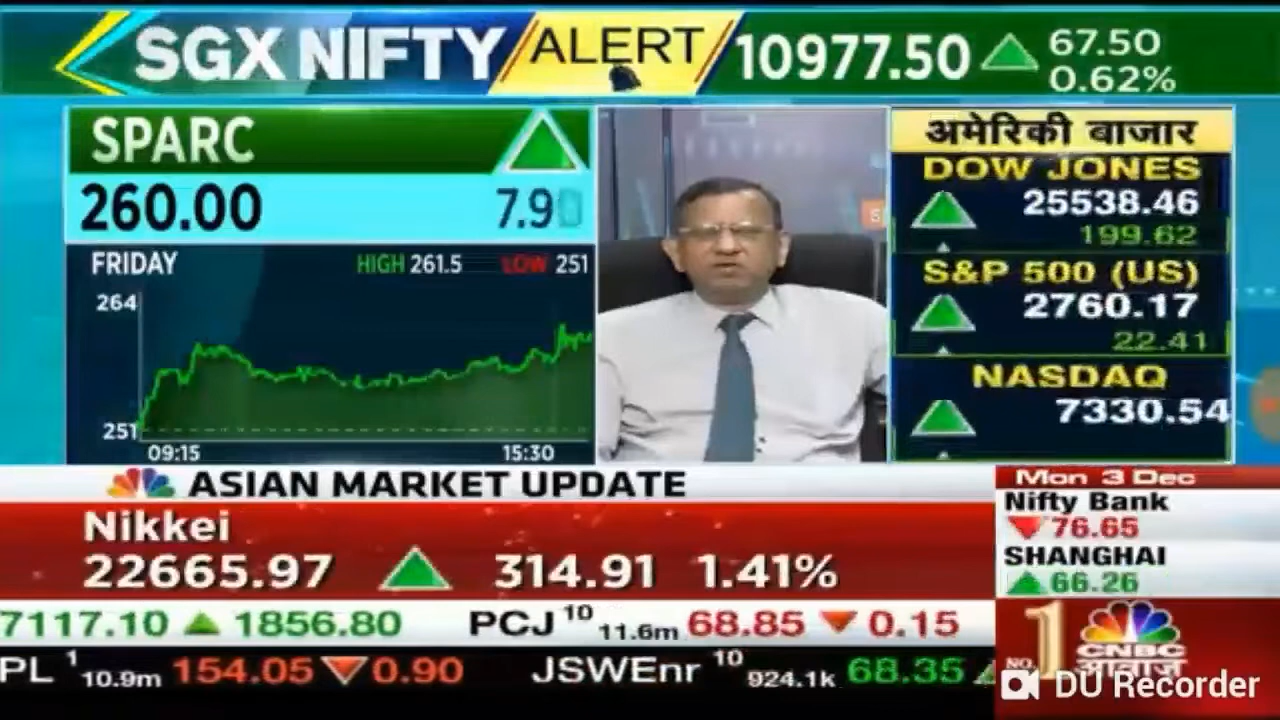 SGX NIFTY
ALERT
10977.50
67.50
0.62%
SPARC
260.00
7.9
FRIDAY
HIGH 261.5 LOW 251
264
251
09:15
15:30
अमेरिकी बाजार
DOW JONES
25538.46
199.62
S&P 500 (US)
2760.17
22.41
NASDAQ
7330.54
ASIAN MARKET UPDATE
Nikkei
22665.97 314.91 1.41%
Mon 3 Dec
Nifty Bank
76.65
SHANGHAI
66.26
7117.10 1856.80 PCJ 10 11.6m 68.85 0.15
PL 1 10.9m 154.05 0.90 JSWEnr 10 924.1k 68.35
NO. 1
CNBC
आवाज़
DU Recorder